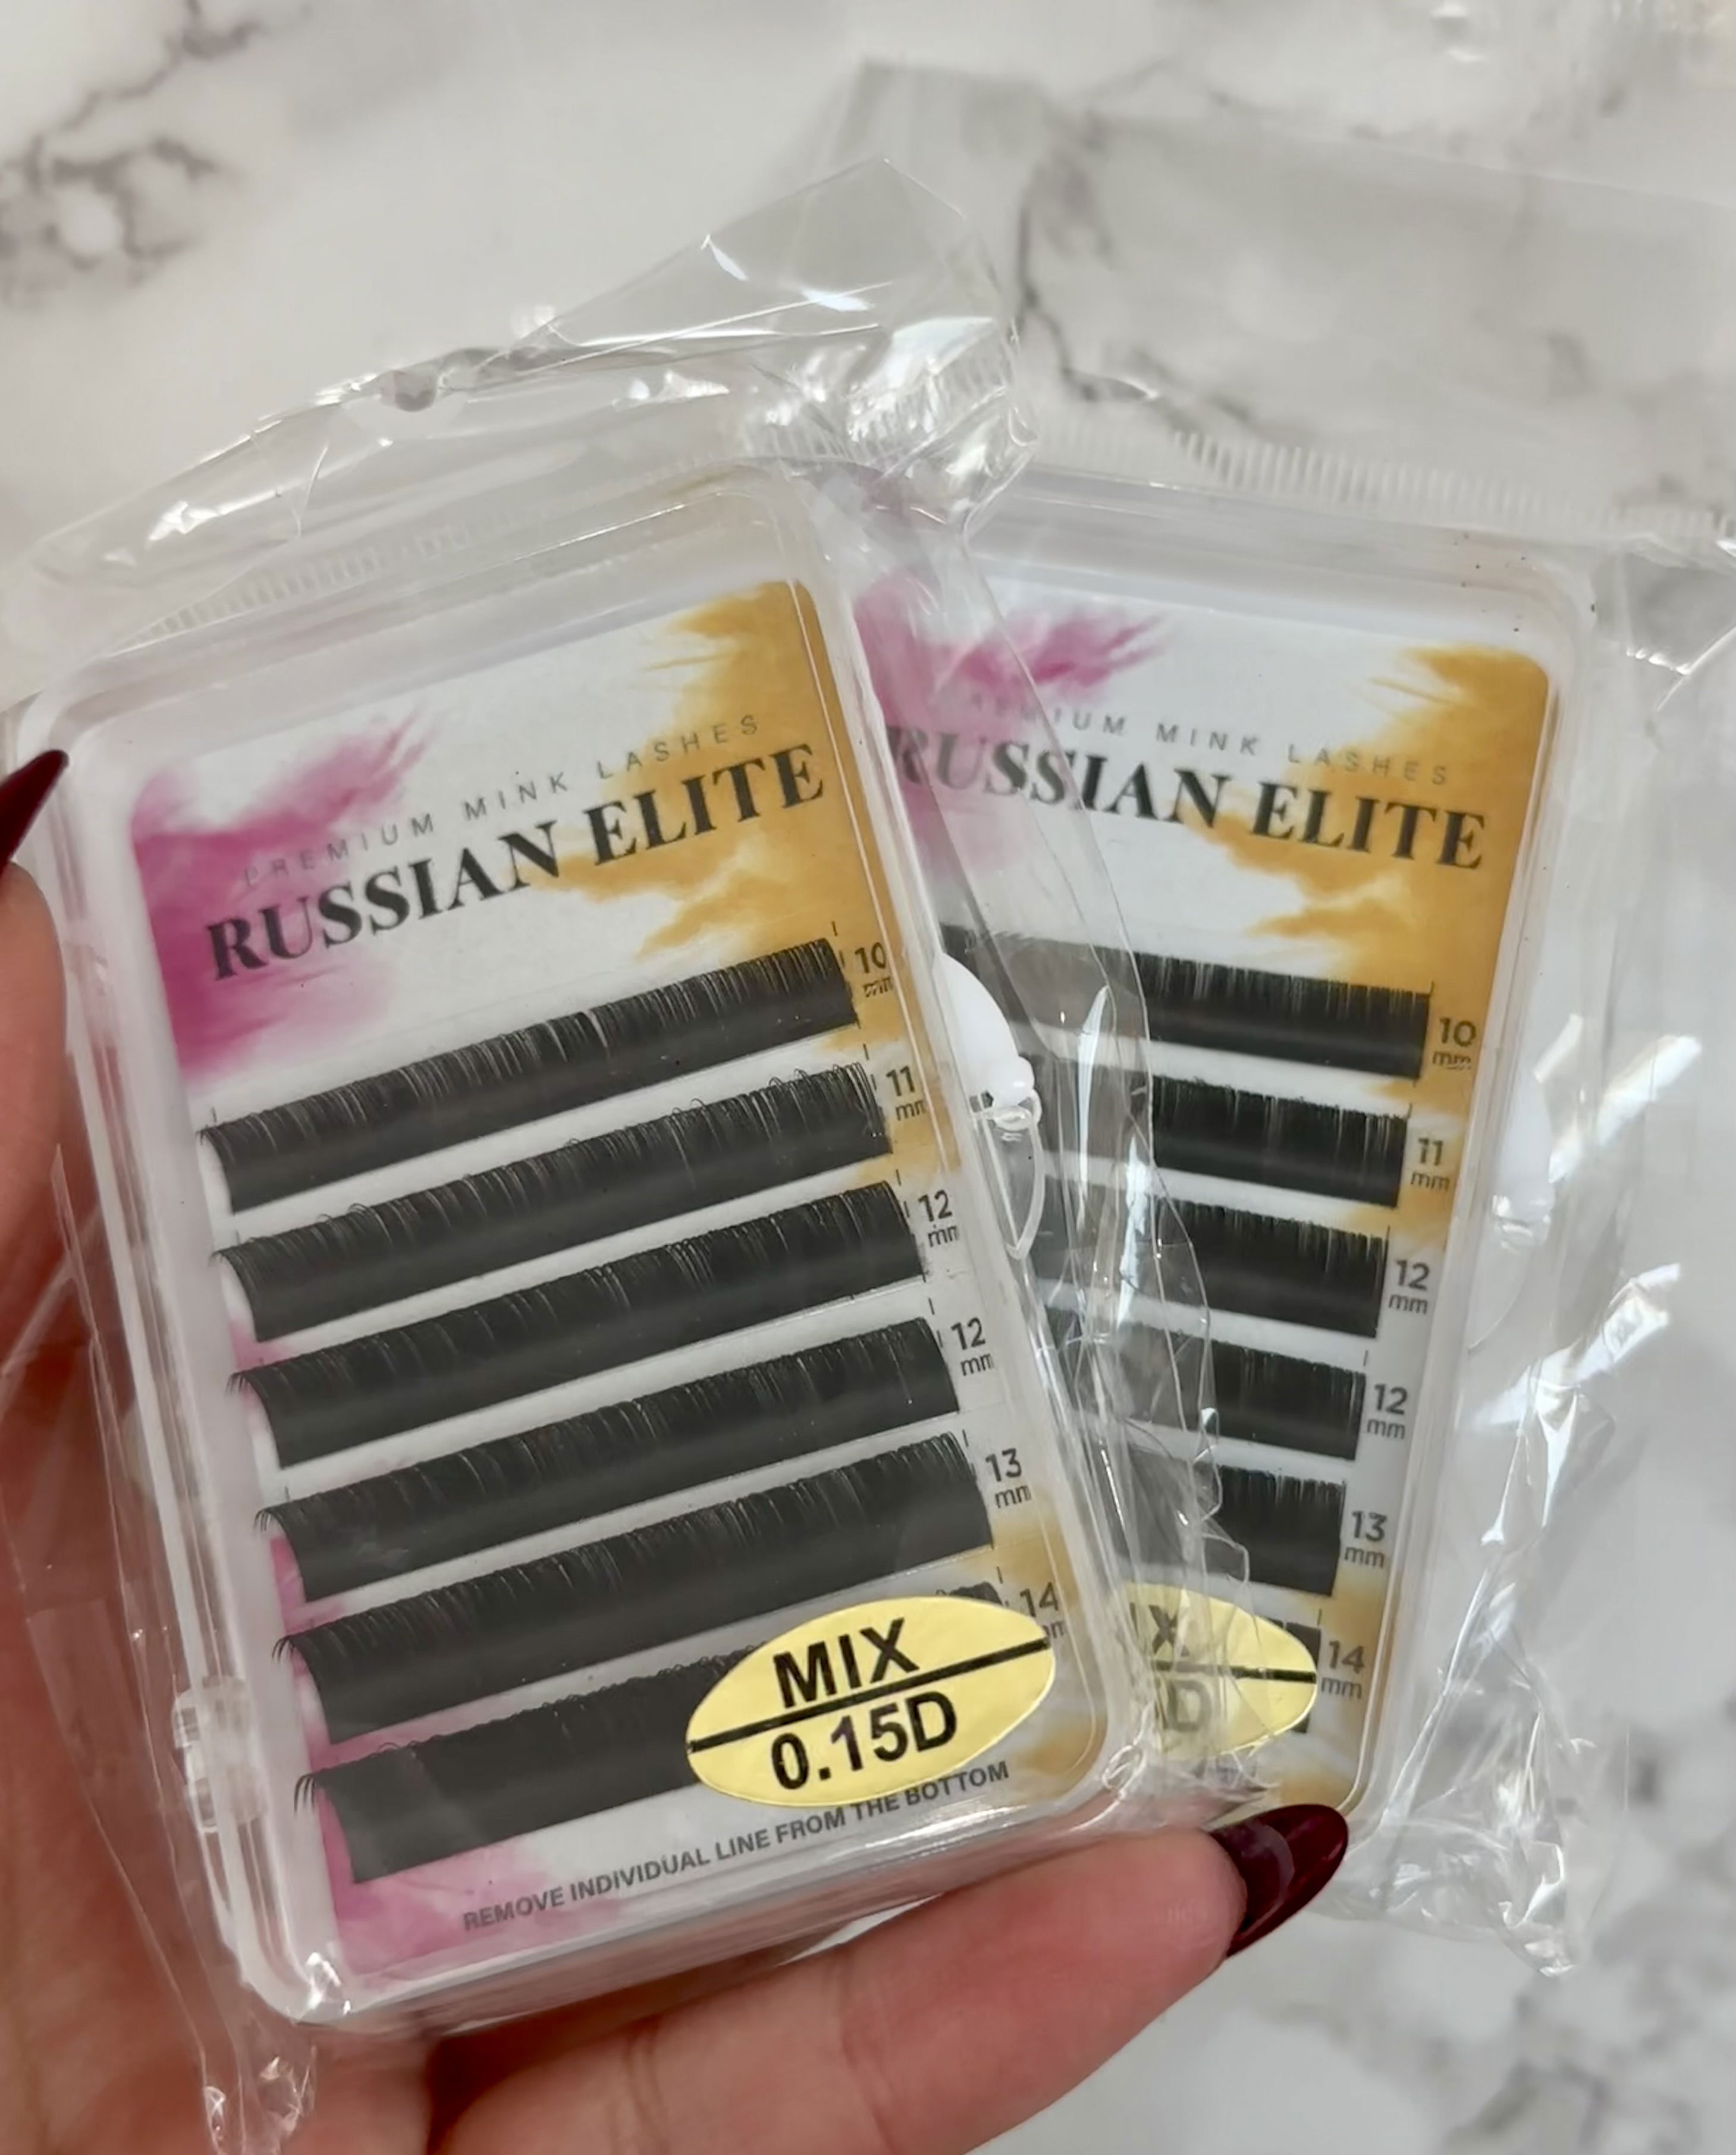 PREMIUM MINK LASHES
RUSSIAN ELITE
10
mm
11
mm
12
mm
12
mm
13
mm
14
mm
MIX
0.15D
REMOVE INDIVIDUAL LINE FROM THE BOTTOM
MINK LASHES
RUSSIAN ELITE
10
mm
11
mm
12
mm
12
mm
13
mm
14
mm
IX
D